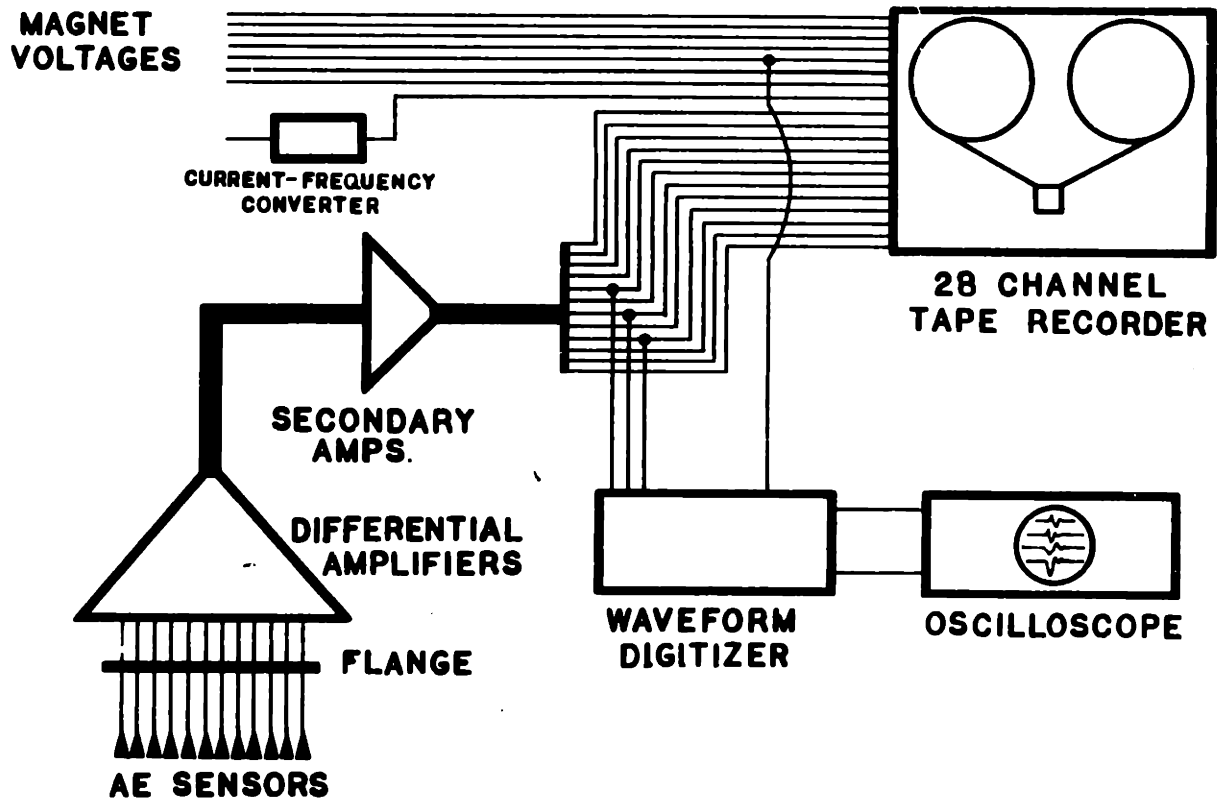 MAGNET
VOLTAGES
CURRENT-FREQUENCY
CONVERTER
28 CHANNEL
TAPE RECORDER
SECONDARY
AMPS.
DIFFERENTIAL
AMPLIFIERS
WAVEFORM
DIGITIZER
OSCILLOSCOPE
FLANGE
AE SENSORS